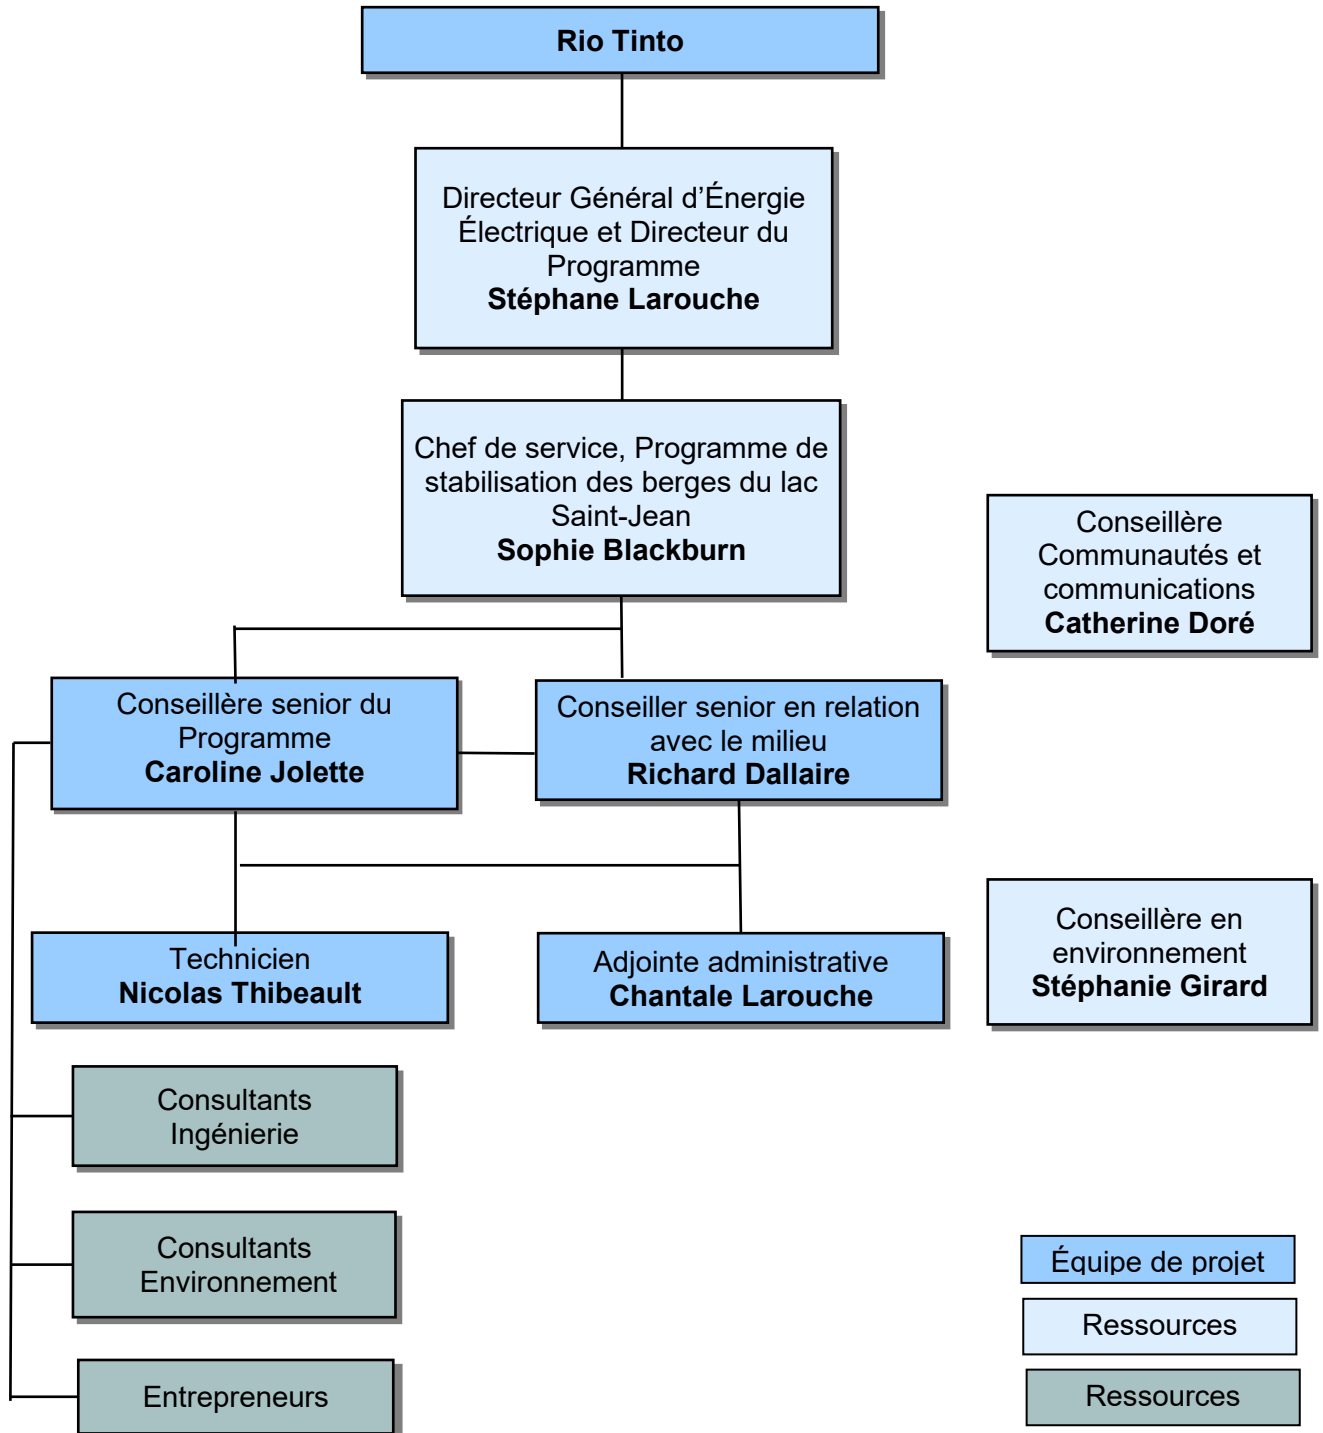 Rio Tinto
Directeur Général d’Énergie
Électrique et Directeur du
Programme
Stéphane Larouche
Chef de service, Programme de
stabilisation des berges du lac
Saint-Jean
Sophie Blackburn
Conseillère
Communautés et
communications
Catherine Doré
Conseillère senior du
Programme
Caroline Jolette
Conseiller senior en relation
avec le milieu
Richard Dallaire
Technicien
Nicolas Thibeault
Adjointe administrative
Chantale Larouche
Conseillère en
environnement
Stéphanie Girard
Consultants
Ingénierie
Consultants
Environnement
Entrepreneurs
Équipe de projet
Ressources
Ressources